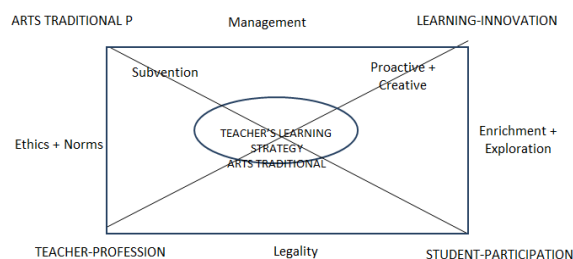 ARTS TRADITIONAL P
Management
LEARNING-INNOVATION
Subvention
Proactive +
Creative
Ethics + Norms
TEACHER'S LEARNING
STRATEGY
ARTS TRADITIONAL
Enrichment +
Exploration
TEACHER-PROFESSION
Legality
STUDENT-PARTICIPATION